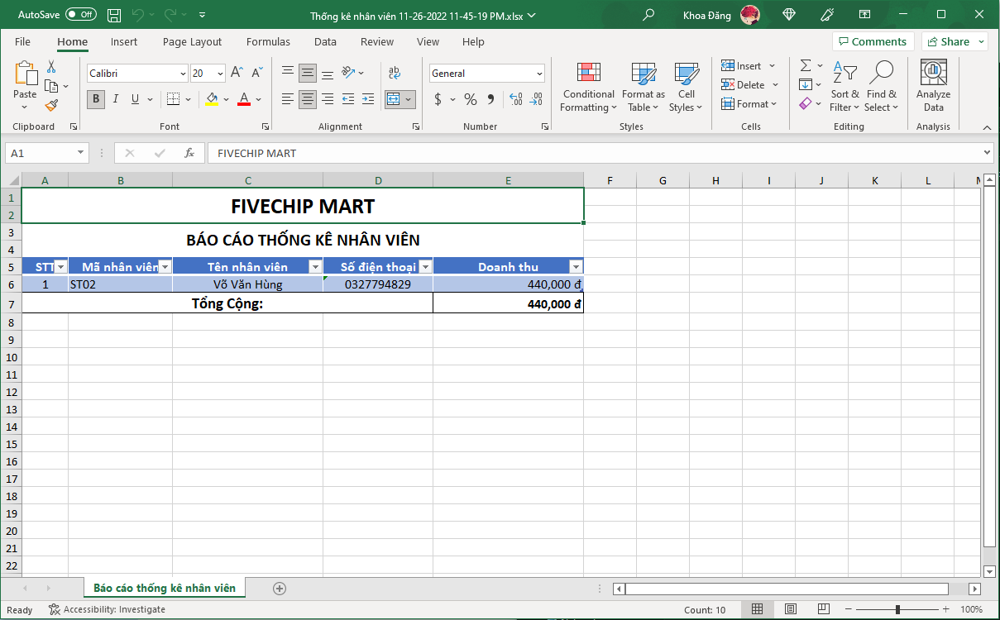 AutoSave Off Thống kê nhân viên 11-26-2022 11-45-19 PM.xlsx Khoa Đăng
File Home Insert Page Layout Formulas Data Review View Help Comments Share
Calibri 20 A A ab General Insert
Paste Conditional Format as Cell Delete Sort & Find & Analyze
B I U A $ % Formatting Table Styles Format Filter Select Data
Clipboard Font Alignment Number Styles Cells Editing Analysis
A1 fx FIVECHIP MART
A B C D E F G H I J K L
1
FIVECHIP MART
2
3
BÁO CÁO THỐNG KÊ NHÂN VIÊN
4
5 STT Mã nhân viên Tên nhân viên Số điện thoại Doanh thu
6 1 ST02 Võ Văn Hùng 0327794829 440,000 đ
7 Tổng Cộng: 440,000 đ
8
9
10
11
12
13
14
15
16
17
18
19
20
21
22
Báo cáo thống kê nhân viên
Ready Accessibility: Investigate Count: 10 100%